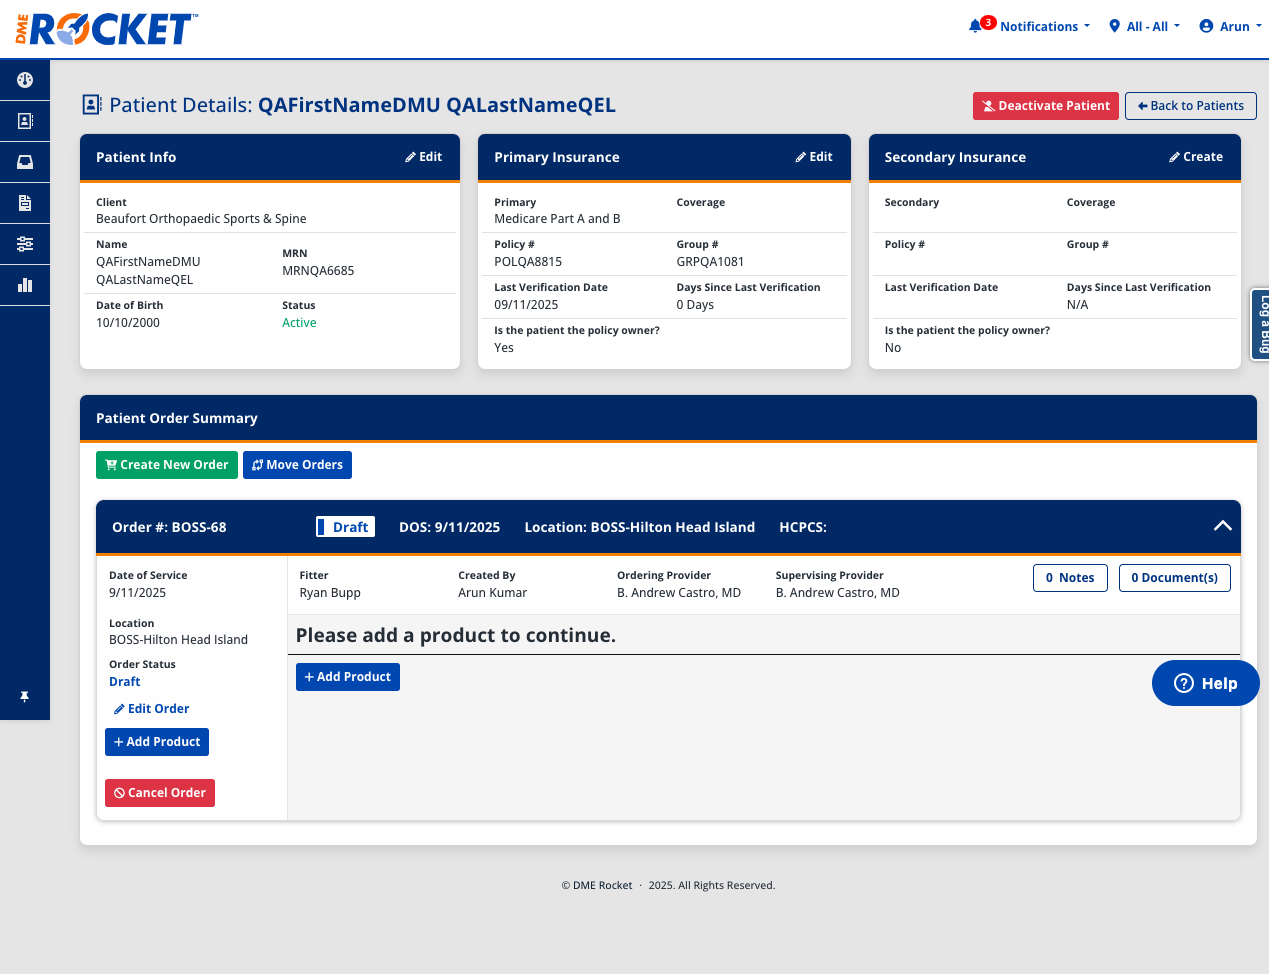 DME ROCKET™
3 Notifications
All - All
Arun
Patient Details: QAFirstNameDMU QALastNameQEL
Deactivate Patient
Back to Patients
Patient Info
Edit
Client
Beaufort Orthopaedic Sports & Spine
Name
QAFirstNameDMU
QALastNameQEL
MRN
MRNQA6685
Date of Birth
10/10/2000
Status
Active
Primary Insurance
Edit
Primary
Medicare Part A and B
Coverage
Policy #
POLQA8815
Group #
GRPQA1081
Last Verification Date
09/11/2025
Days Since Last Verification
0 Days
Is the patient the policy owner?
Yes
Secondary Insurance
Create
Secondary
Coverage
Policy #
Group #
Last Verification Date
Days Since Last Verification
N/A
Is the patient the policy owner?
No
Log a Bug
Patient Order Summary
Create New Order
Move Orders
Order #: BOSS-68
Draft
DOS: 9/11/2025
Location: BOSS-Hilton Head Island
HCPCS:
Date of Service
9/11/2025
Location
BOSS-Hilton Head Island
Order Status
Draft
Edit Order
+ Add Product
Cancel Order
Fitter
Ryan Bupp
Created By
Arun Kumar
Ordering Provider
B. Andrew Castro, MD
Supervising Provider
B. Andrew Castro, MD
0 Notes
0 Document(s)
Please add a product to continue.
+ Add Product
Help
© DME Rocket · 2025. All Rights Reserved.